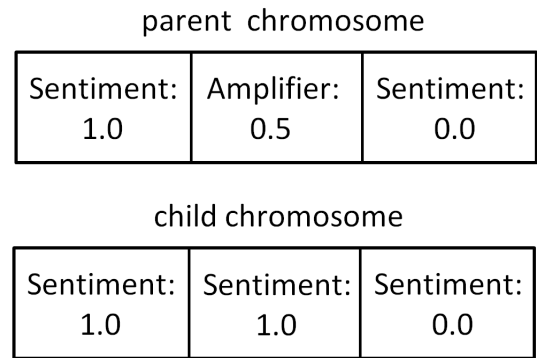 parent chromosome
Sentiment: Amplifier: Sentiment:
1.0 0.5 0.0
child chromosome
Sentiment: Sentiment: Sentiment:
1.0 1.0 0.0